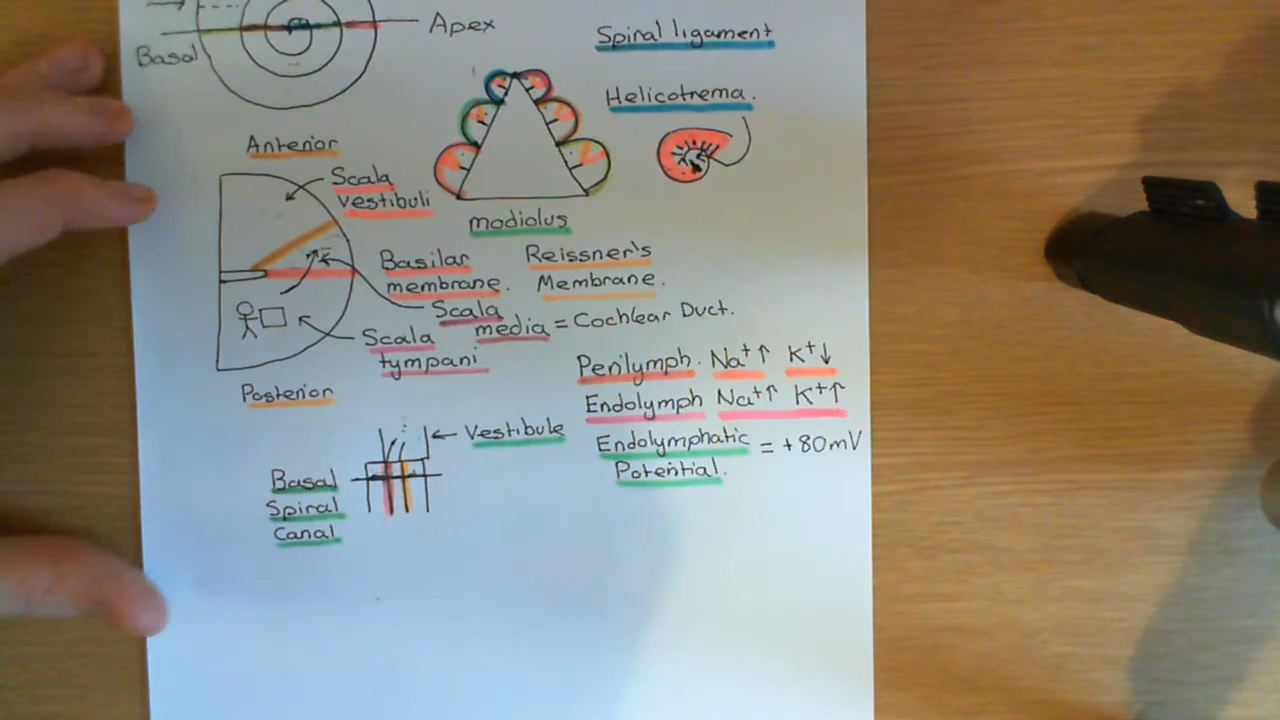 Apex
Basal
Spiral ligament
Helicotrema.
Anterior
Scala
vestibuli
modiolus
Basilar
membrane.
Reissner's
Membrane.
Scala
media = Cochlear Duct.
Scala
tympani
Posterior
Perilymph. Na+↑ K+↓
Endolymph Na+↑ K+↑
Endolymphatic
Potential. = +80mV
Vestibule
Basal
Spiral
Canal